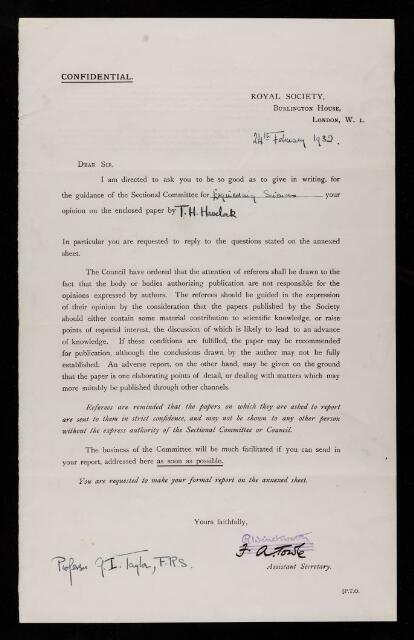 CONFIDENTIAL.
ROYAL SOCIETY,
BURLINGTON HOUSE,
LONDON, W. 1.
24th February 1932.
DEAR SIR,
I am directed to ask you to be so good as to give in writing, for
the guidance of the Sectional Committee for Engineering Science your
opinion on the enclosed paper by T. H. Havelock
In particular you are requested to reply to the questions stated on the annexed
sheet.
The Council have ordered that the attention of referees shall be drawn to the
fact that the body or bodies authorizing publication are not responsible for the
opinions expressed by authors. The referees should be guided in the expression
of their opinion by the consideration that the papers published by the Society
should either contain some material contribution to scientific knowledge, or raise
points of especial interest, the discussion of which is likely to lead to an advance
of knowledge. If these conditions are fulfilled, the paper may be recommended
for publication, although the conclusions drawn by the author may not be fully
established. An adverse report, on the other hand, may be given on the ground
that the paper is one elaborating points of detail, or dealing with matters which may
more suitably be published through other channels.
Referees are reminded that the papers on which they are asked to report
are sent to them in strict confidence, and may not be shown to any other person
without the express authority of the Sectional Committee or Council.
The business of the Committee will be much facilitated if you can send in
your report, addressed here as soon as possible.
You are requested to make your formal report on the annexed sheet.
Yours faithfully,
F. A. Towle
Assistant Secretary.
Professor G. I. Taylor, F.R.S.
[P.T.O.